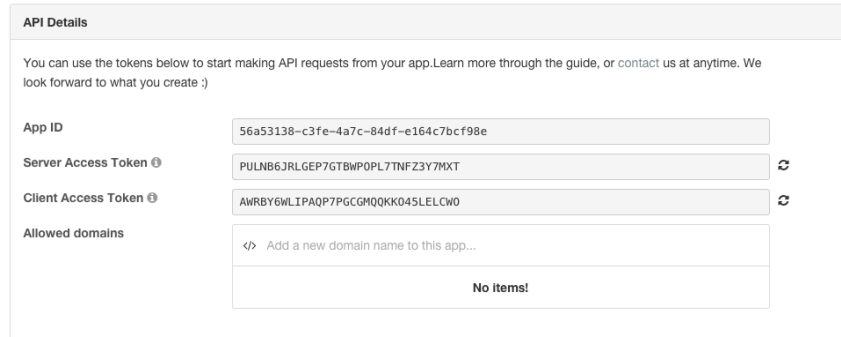 API Details
You can use the tokens below to start making API requests from your app.Learn more through the guide, or contact us at anytime. We
look forward to what you create :)
App ID
56a53138-c3fe-4a7c-84df-e164c7bcf98e
Server Access Token
PULNB6JRLGEP7GTBWPOPL7TNFZ3Y7MXT
Client Access Token
AWRBY6WLIPAQP7PGCGMQQKKO45LELCWO
Allowed domains
</> Add a new domain name to this app...
No items!